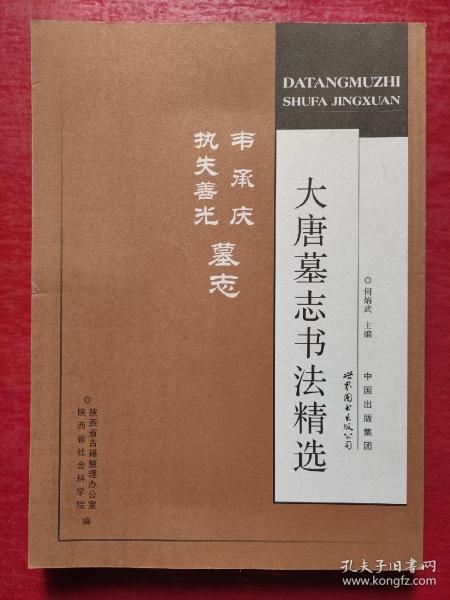 DATANGMUZHI
SHUFA JINGXUAN
大唐墓志书法精选
◎何炳武 主编
中国出版集团
世界图书出版公司
韦承庆
执失善光
墓志
◎陕西省古籍整理办公室
陕西省社会科学院
编
孔夫子旧书网
www.kongfz.com